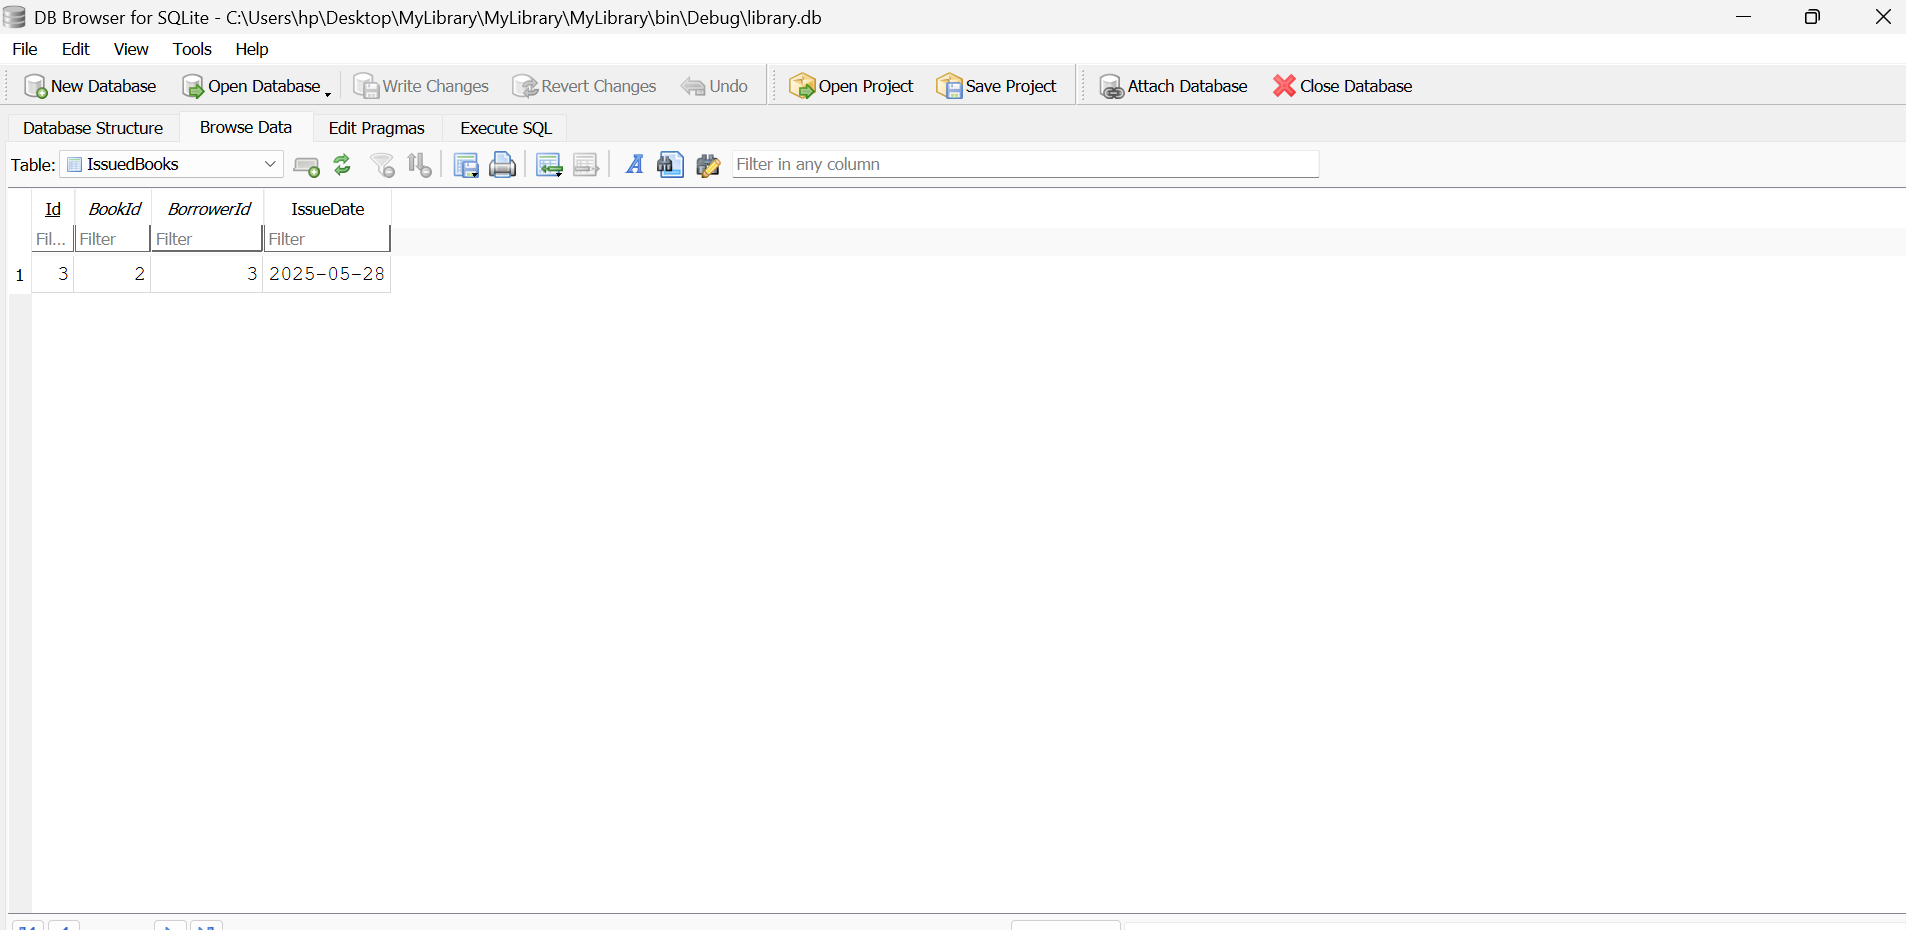 DB Browser for SQLite - C:\Users\hp\Desktop\MyLibrary\MyLibrary\MyLibrary\bin\Debug\library.db
File Edit View Tools Help
New Database Open Database Write Changes Revert Changes Undo Open Project Save Project Attach Database Close Database
Database Structure Browse Data Edit Pragmas Execute SQL
Table: IssuedBooks Filter in any column
Id BookId BorrowerId IssueDate
Fil... Filter Filter Filter
1 3 2 3 2025-05-28